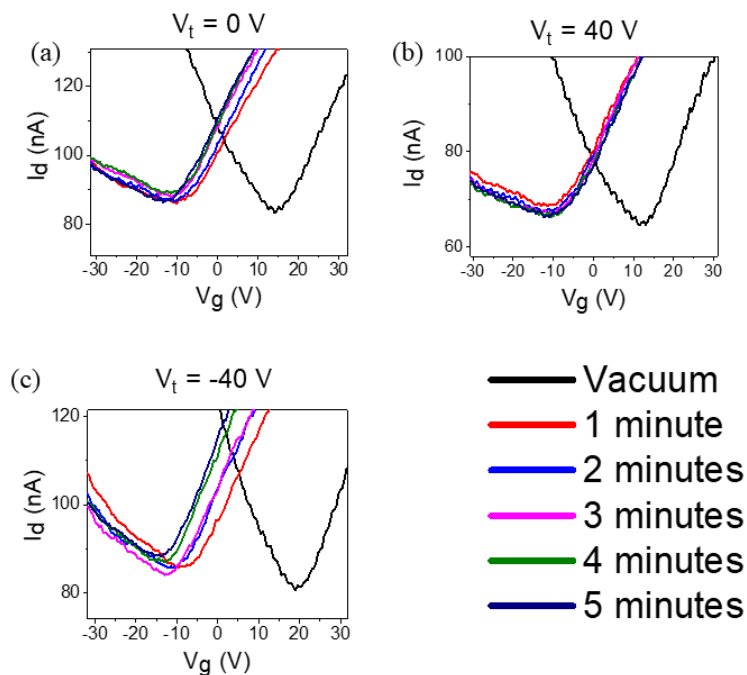 V_t = 0 V
(a)
130
120
100
80
I_d (nA)
-30 -20 -10 0 10 20 30
V_g (V)
V_t = 40 V
(b)
100
80
60
I_d (nA)
-30 -20 -10 0 10 20 30
V_g (V)
V_t = -40 V
(c)
120
100
80
I_d (nA)
-30 -20 -10 0 10 20 30
V_g (V)
Vacuum
1 minute
2 minutes
3 minutes
4 minutes
5 minutes